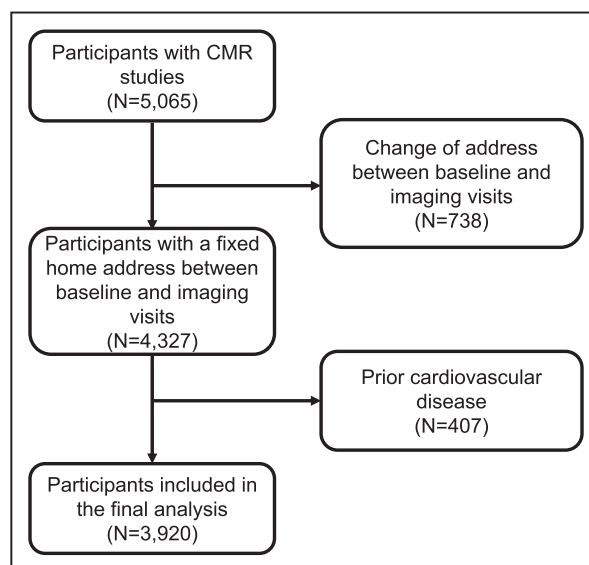 Participants with CMR
studies
(N=5,065)
Change of address
between baseline and
imaging visits
(N=738)
Participants with a fixed
home address between
baseline and imaging
visits
(N=4,327)
Prior cardiovascular
disease
(N=407)
Participants included in
the final analysis
(N=3,920)